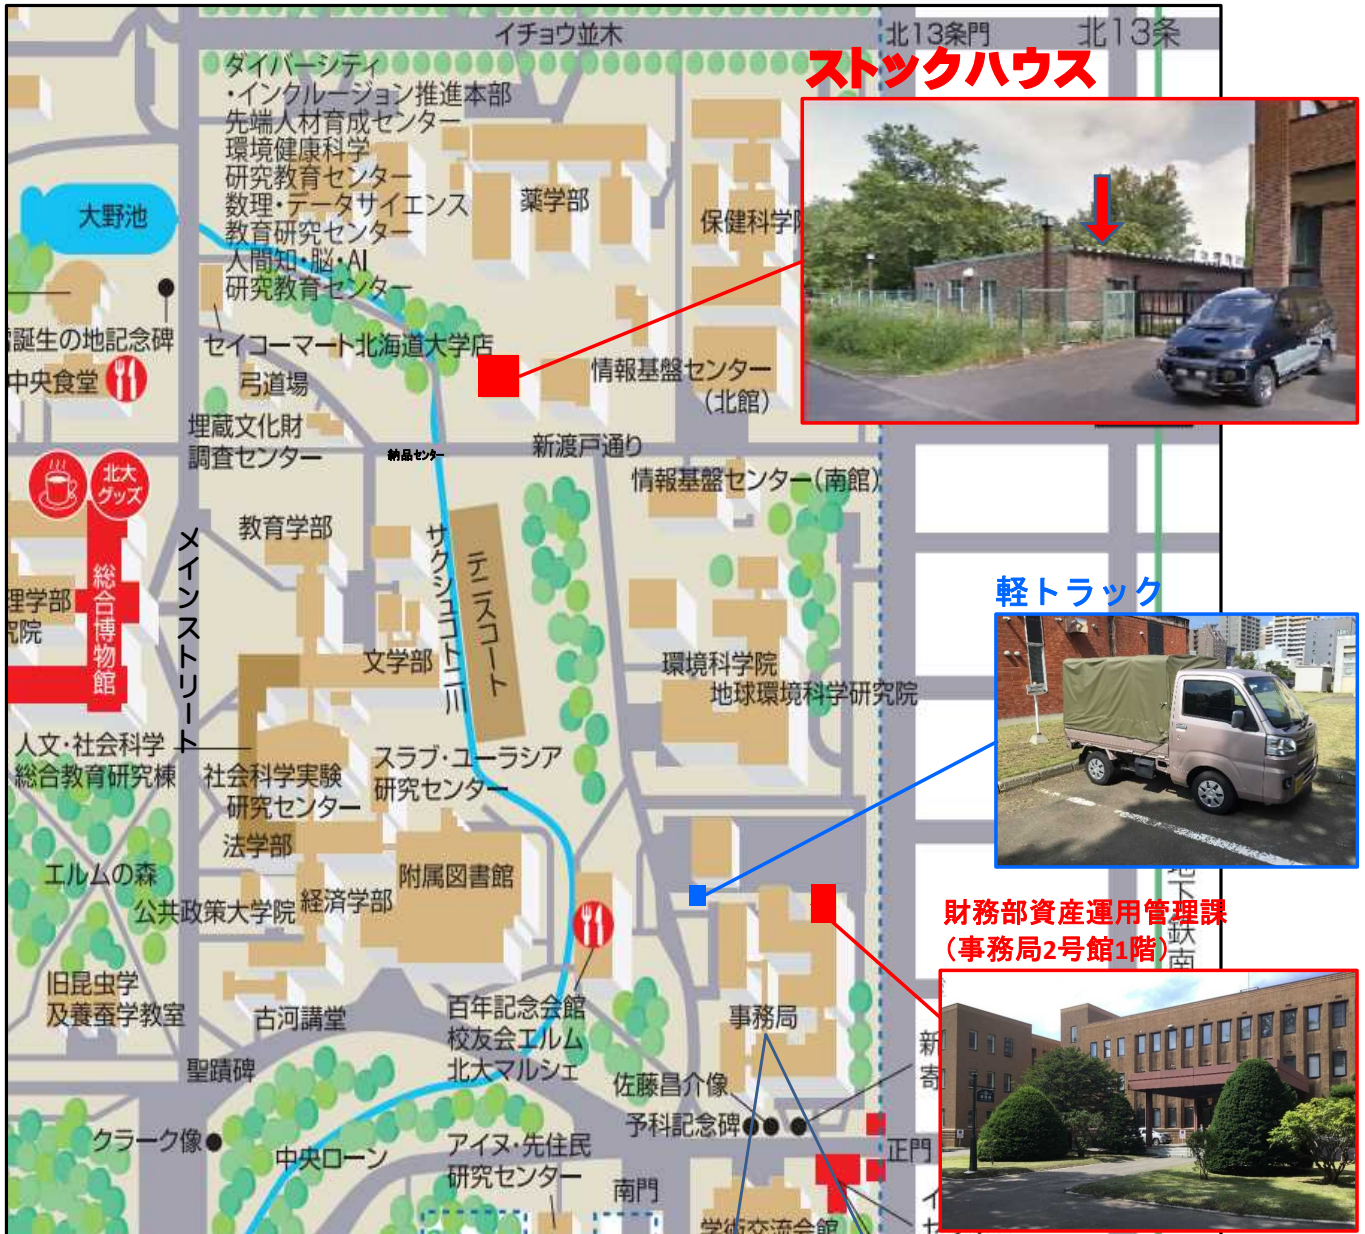 イチョウ並木
北13条門
北13条
ストックハウス
ダイバーシティ
・インクルージョン推進本部
先端人材育成センター
環境健康科学
研究教育センター
数理・データサイエンス
教育研究センター
人間知・脳・AI
研究教育センター
薬学部
保健科学院
大野池
誕生の地記念碑
セイコーマート北海道大学店
中央食堂
弓道場
情報基盤センター
（北館）
埋蔵文化財
調査センター
納品センター
新渡戸通り
情報基盤センター（南館）
北大
グッズ
教育学部
メインストリート
サクシュコトニ川
テニスコート
総合博物館
理学部
究院
文学部
環境科学院
地球環境科学研究院
軽トラック
人文・社会科学
総合教育研究棟
社会科学実験
研究センター
スラブ・ユーラシア
研究センター
法学部
エルムの森
附属図書館
経済学部
公共政策大学院
地下鉄南
財務部資産運用管理課
（事務局2号館1階）
旧昆虫学
及養蚕学教室
古河講堂
百年記念会館
校友会エルム
北大マルシェ
事務局
新
寄
聖蹟碑
佐藤昌介像
予科記念碑
クラーク像
中央ローン
アイヌ・先住民
研究センター
正門
南門
学術交流会館
イ
セ